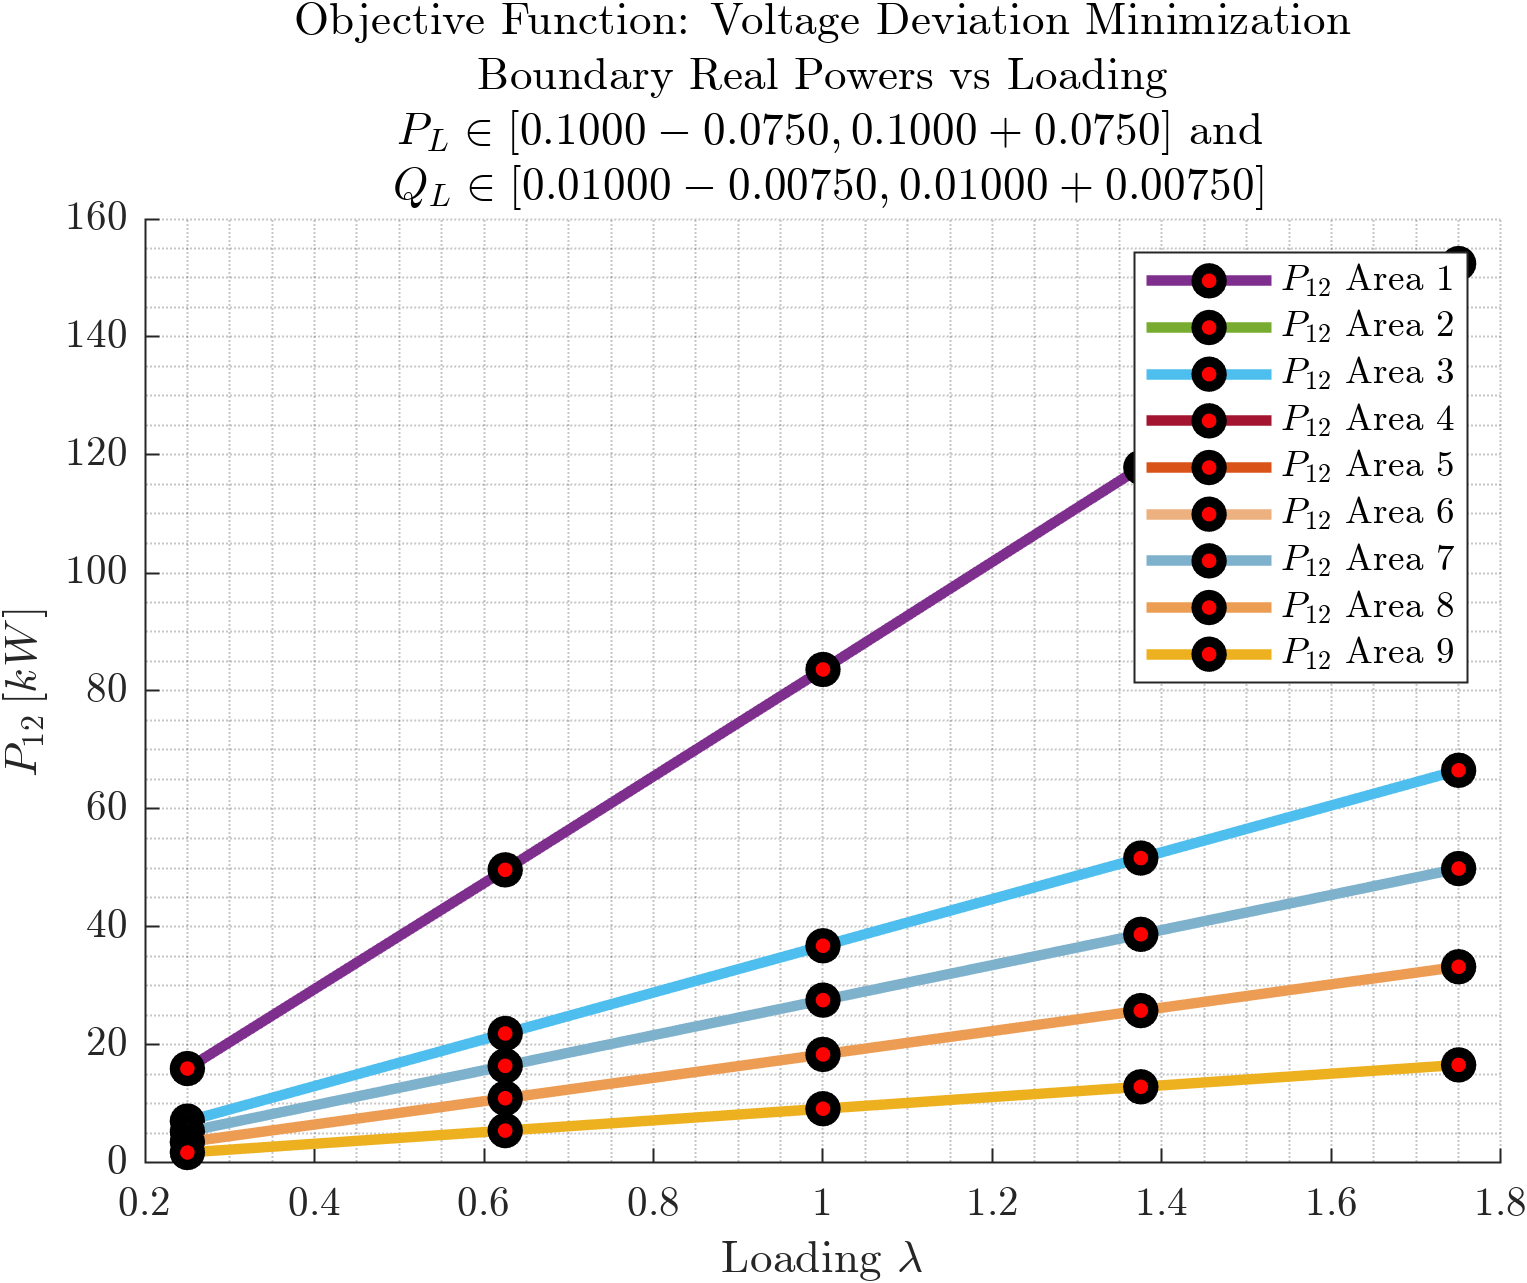 Objective Function: Voltage Deviation Minimization
Boundary Real Powers vs Loading
P_L ∈ [0.1000 − 0.0750, 0.1000 + 0.0750] and
Q_L ∈ [0.01000 − 0.00750, 0.01000 + 0.00750]
160
140
120
100
80
60
40
20
0
P_12 [kW]
P_12 Area 1
P_12 Area 2
P_12 Area 3
P_12 Area 4
P_12 Area 5
P_12 Area 6
P_12 Area 7
P_12 Area 8
P_12 Area 9
0.2 0.4 0.6 0.8 1 1.2 1.4 1.6 1.8
Loading λ